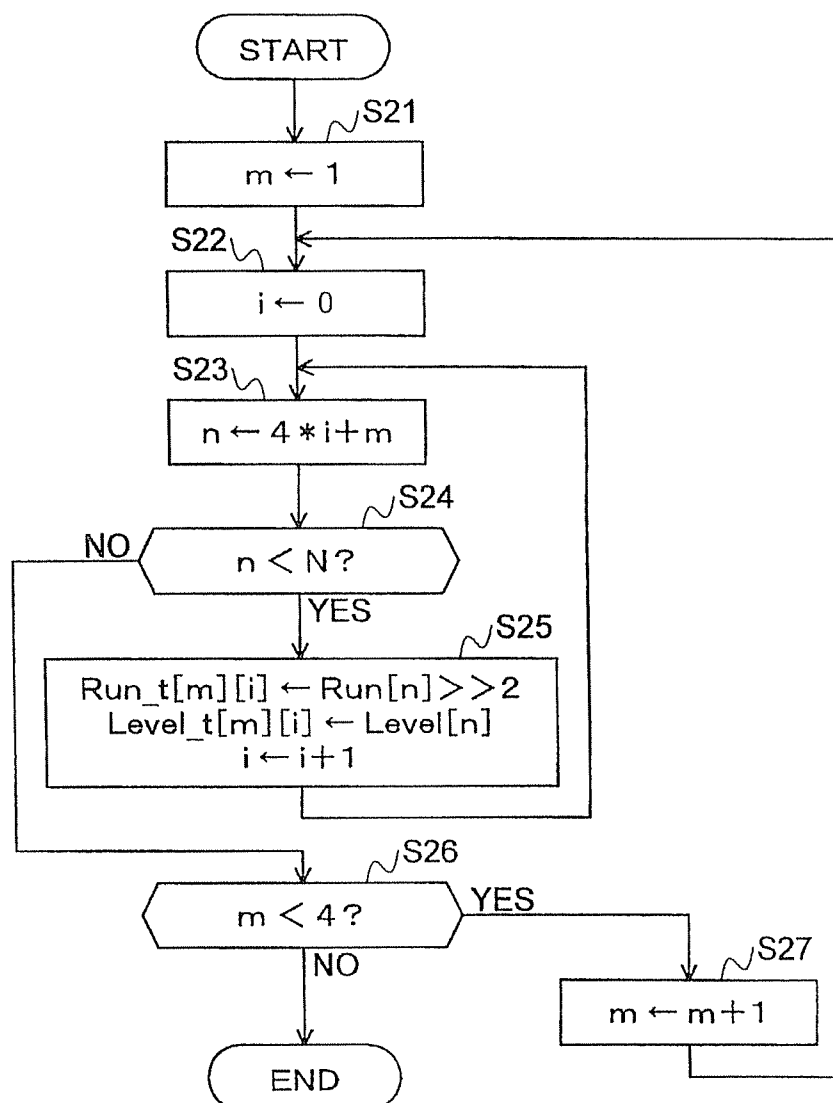 START
S21
m ← 1
S22
i ← 0
S23
n ← 4 * i + m
S24
NO
n < N?
YES
S25
Run_t[m][i] ← Run[n]>>2
Level_t[m][i] ← Level[n]
i ← i+1
S26
m < 4?
YES
NO
S27
m ← m+1
END